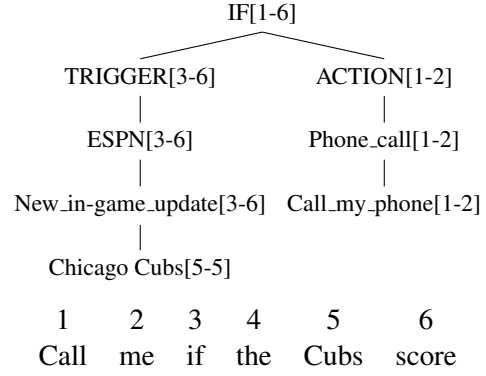 IF[1-6]
TRIGGER[3-6] ACTION[1-2]
ESPN[3-6] Phone_call[1-2]
New_in-game_update[3-6] Call_my_phone[1-2]
Chicago Cubs[5-5]
1 2 3 4 5 6
Call me if the Cubs score